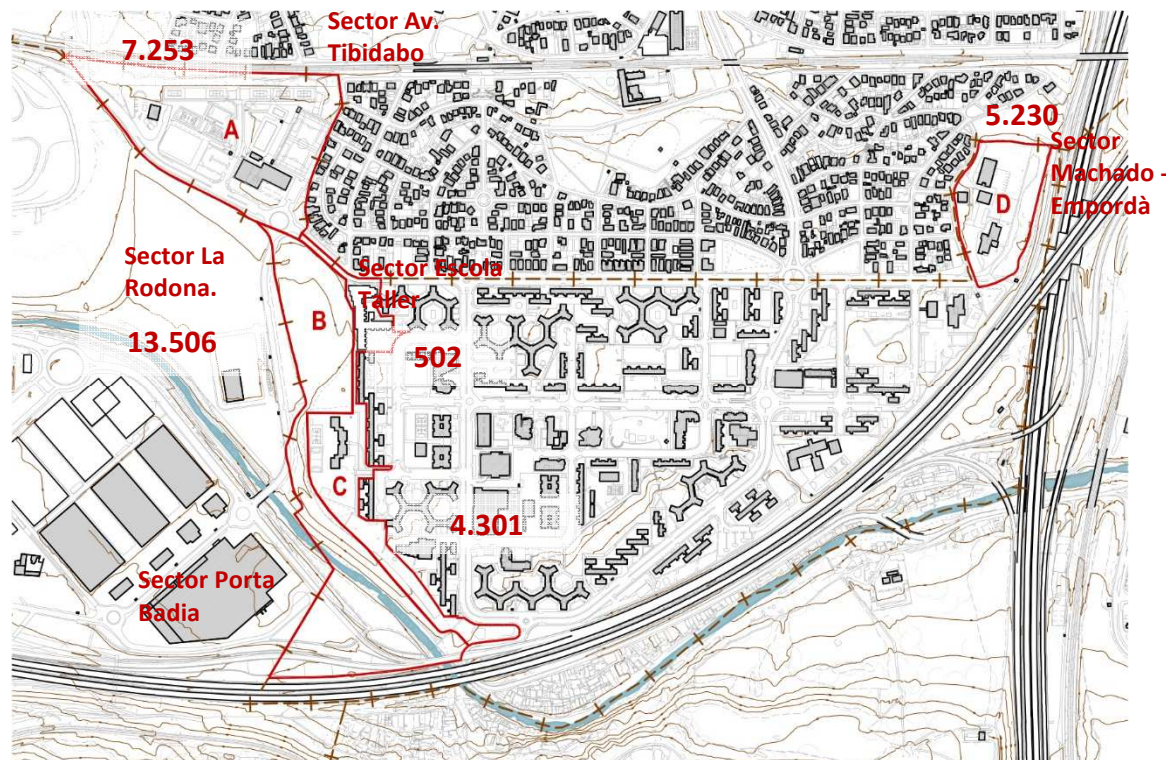 Sector Av.
Tibidabo
7.253
A
5.230
Sector
Machado -
Empordà
D
Sector La
Rodona.
13.506
B
Sector Escola
Taller
502
C
4.301
Sector Porta
Badia